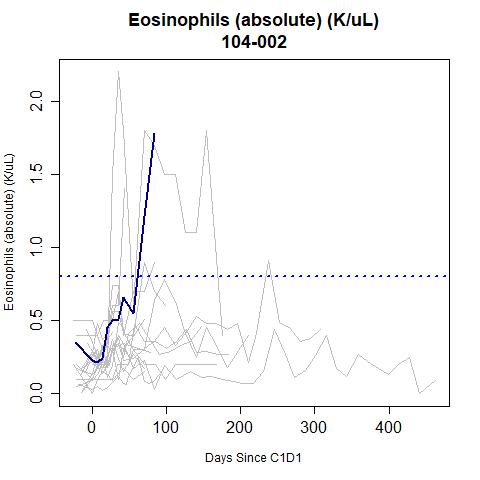 Eosinophils (absolute) (K/uL)
104-002
Eosinophils (absolute) (K/uL)
2.0
1.5
1.0
0.5
0.0
0 100 200 300 400
Days Since C1D1